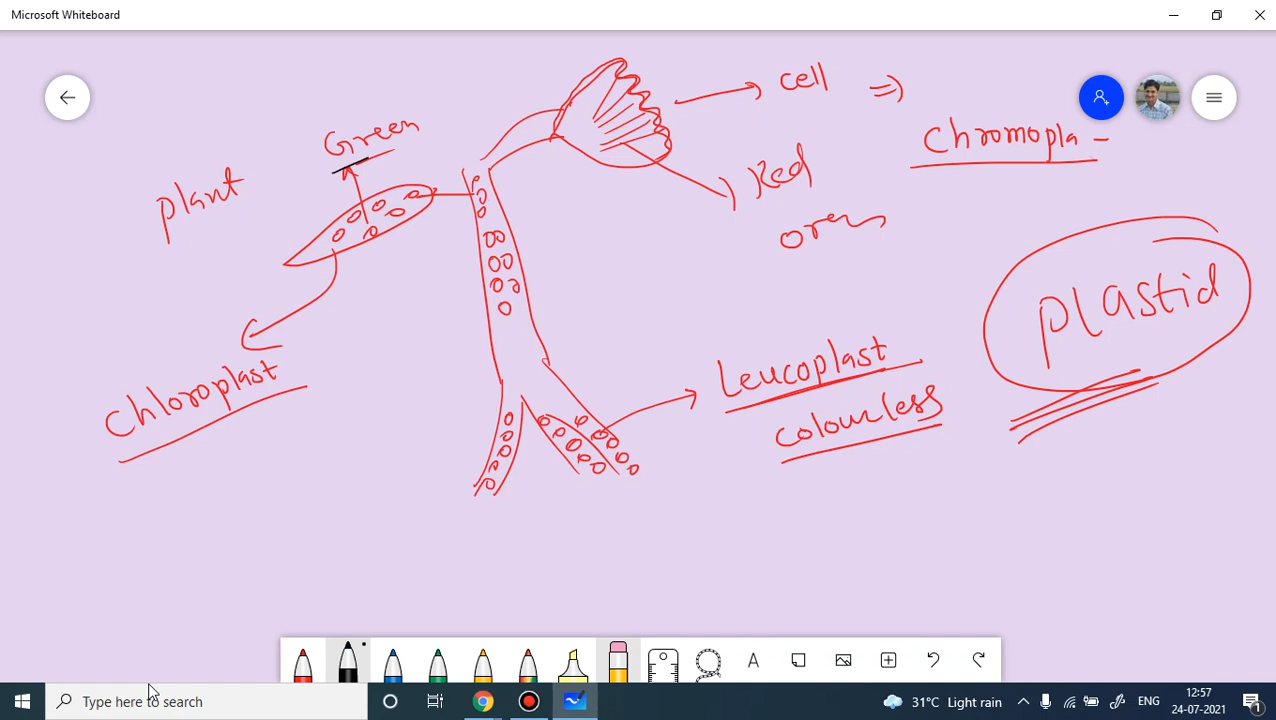 Microsoft Whiteboard
cell ⇒
Chromopla-
Green
plant
Red
plastid
Leucoplast
colourless
Chloroplast
A
Type here to search
31°C Light rain
ENG
12:57
24-07-2021
1